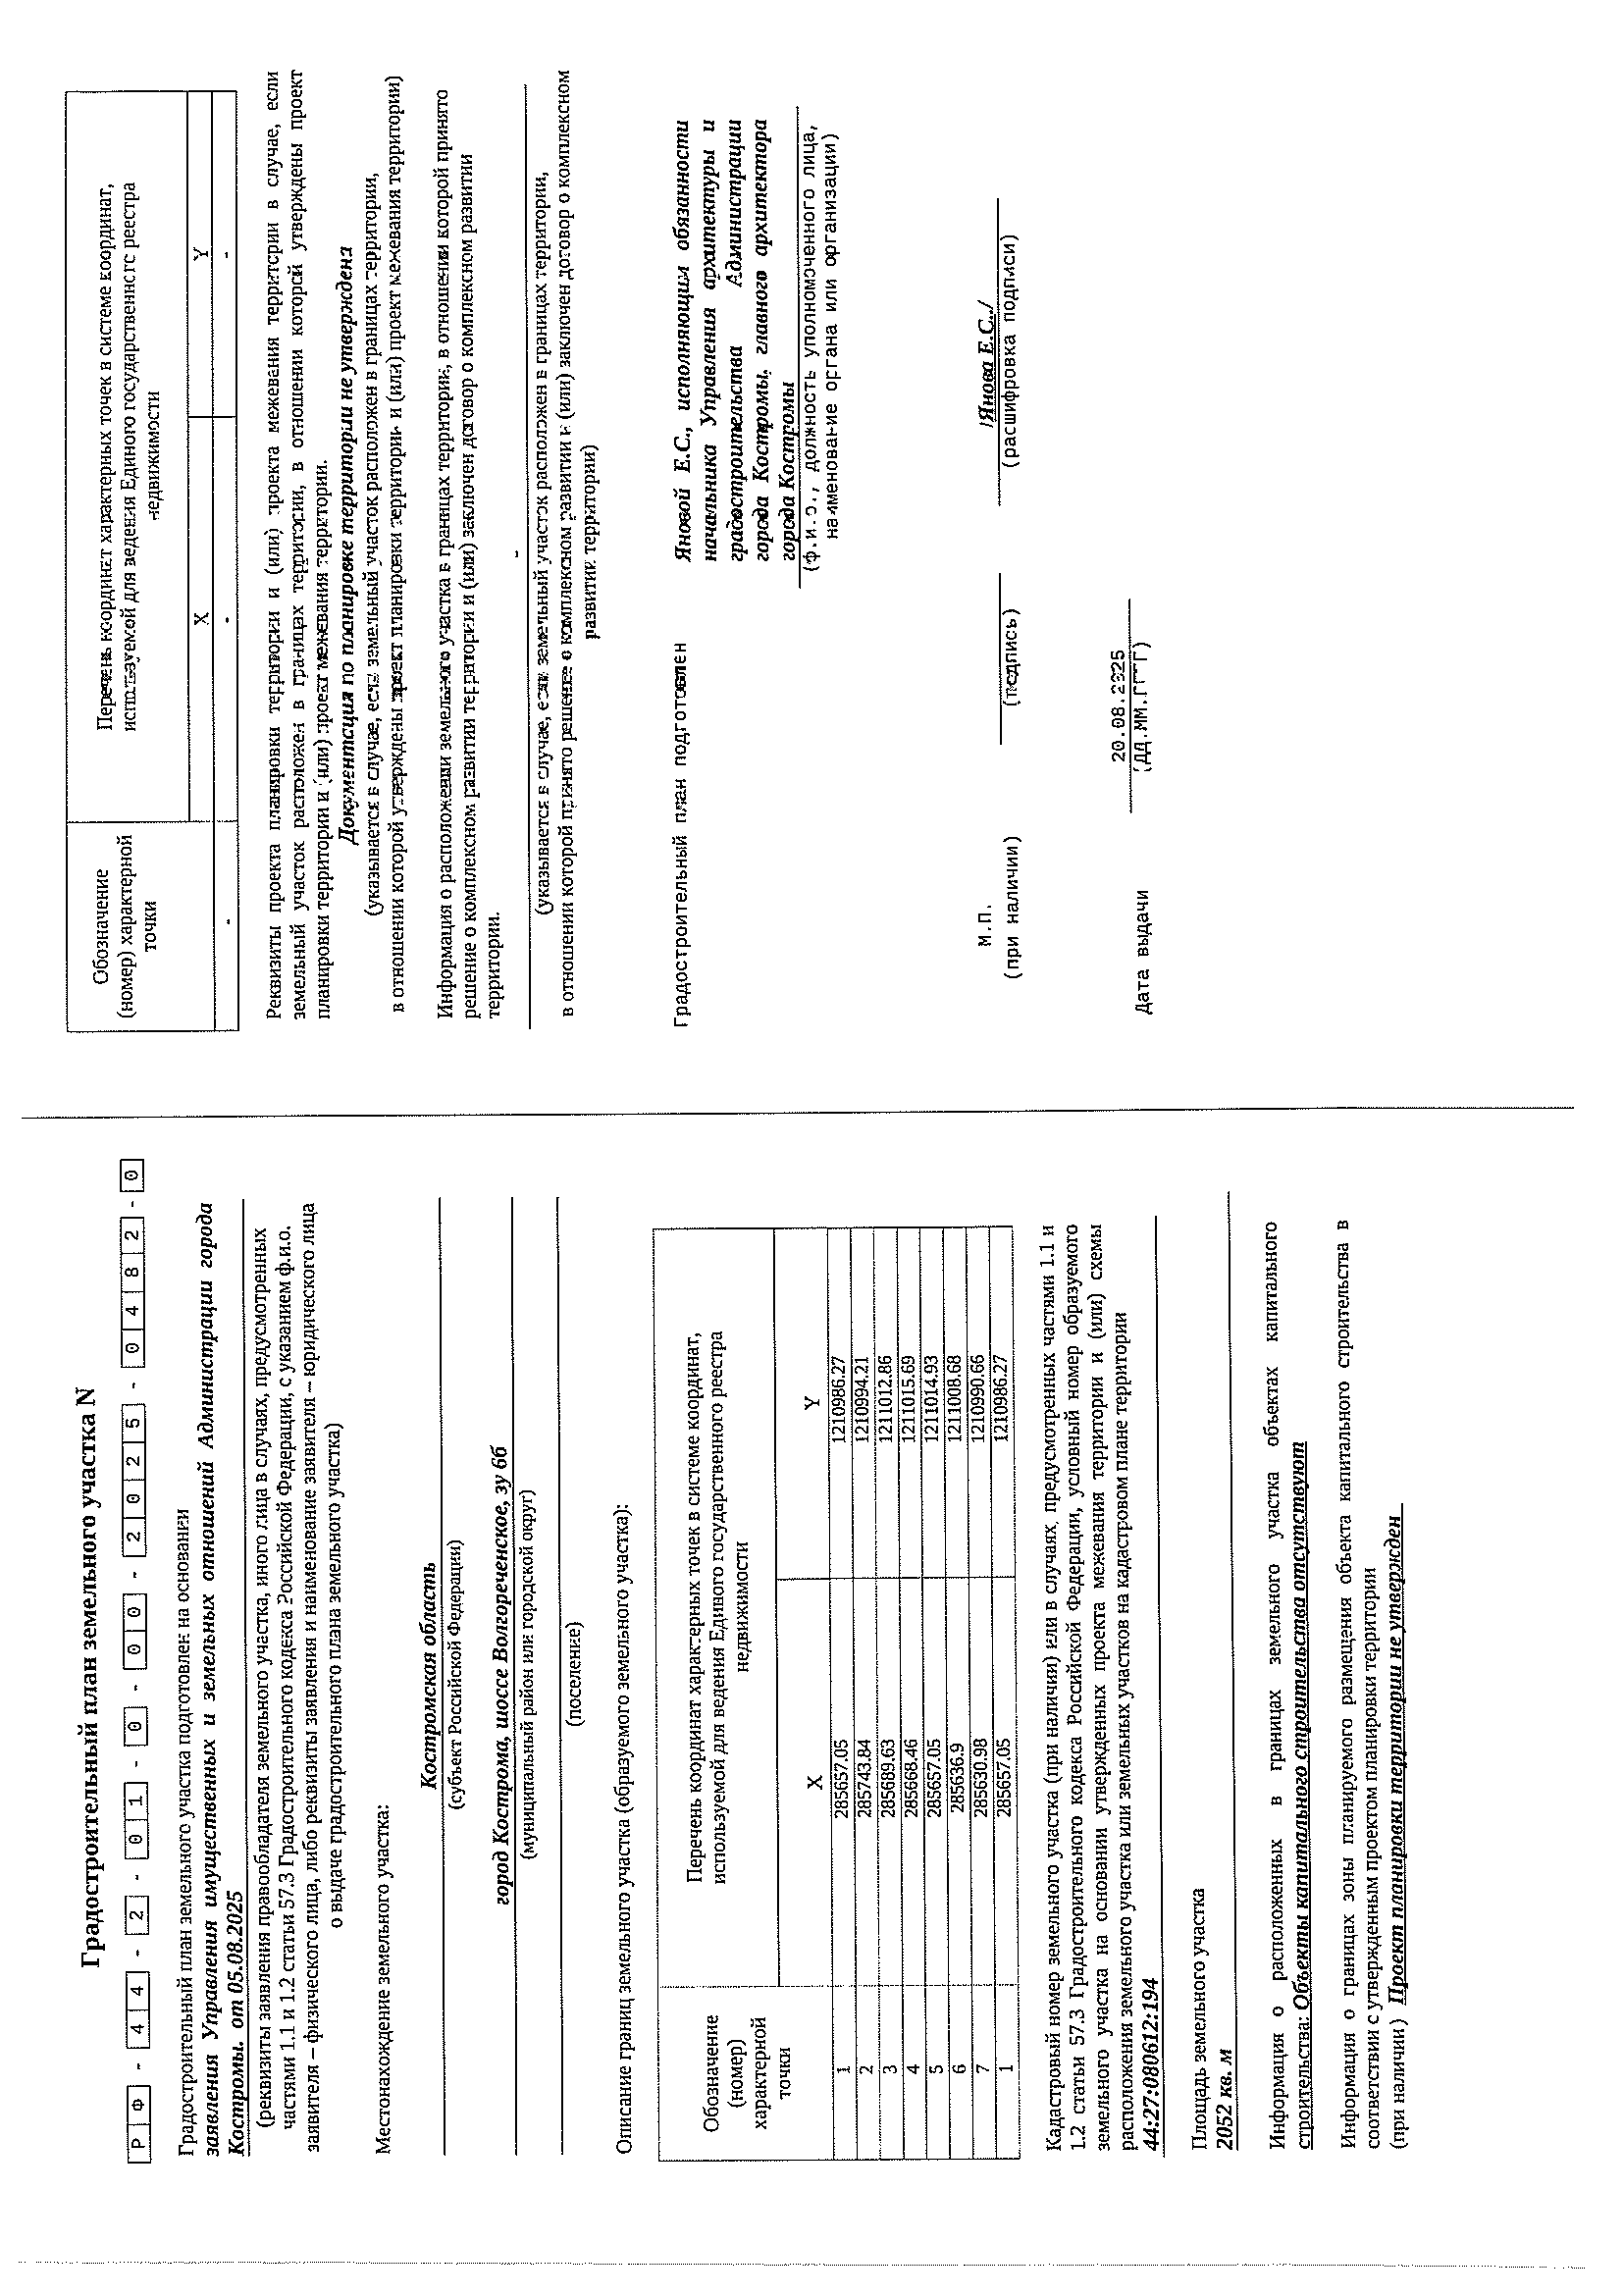 Градостроительный план земельного участка N
Р Ф - 4 4 - 2 - 0 1 - 0 - 0 0 - 2 0 2 5 - 0 4 8 2 - 0
Градостроительный план земельного участка подготовлен на основании
заявления Управления имущественных и земельных отношений Администрации города
Костромы. от 05.08.2025
(реквизиты заявления правообладателя земельного участка, иного лица в случаях, предусмотренных
частями 1.1 и 1.2 статьи 57.3 Градостроительного кодекса Российской Федерации, с указанием ф.и.о.
заявителя – физического лица, либо реквизиты заявления и наименование заявителя – юридического лица
о выдаче градостроительного плана земельного участка)
Местонахождение земельного участка:
Костромская область
(субъект Российской Федерации)
город Кострома, шоссе Волгореченское, зу 6б
(муниципальный район или городской округ)
(поселение)
Описание границ земельного участка (образуемого земельного участка):
Обозначение (номер) характерной точки
Перечень координат характерных точек в системе координат,
используемой для ведения Единого государственного реестра
недвижимости
X Y
1 285657.05 1210986.27
2 285743.84 1210994.21
3 285689.63 1211012.86
4 285668.46 1211015.69
5 285657.05 1211014.93
6 285636.9 1211008.68
7 285630.98 1210990.66
1 285657.05 1210986.27
Кадастровый номер земельного участка (при наличии) или в случаях, предусмотренных частями 1.1 и
1.2 статьи 57.3 Градостроительного кодекса Российской Федерации, условный номер образуемого
земельного участка на основании утвержденных проекта межевания территории и (или) схемы
расположения земельного участка или земельных участков на кадастровом плане территории
44:27:080612:194
Площадь земельного участка
2052 кв. м
Информация о расположенных в границах земельного участка объектах капитального
строительства: Объекты капитального строительства отсутствуют
Информация о границах зоны планируемого размещения объекта капитального строительства в
соответствии с утвержденным проектом планировки территории
(при наличии) Проект планировки территории не утвержден
Обозначение
(номер) характерной
точки
Перечень координат характерных точек в системе координат,
используемой для ведения Единого государственного реестра
недвижимости
X Y
- - -
Реквизиты проекта планировки территории и (или) проекта межевания территории в случае, если
земельный участок расположен в границах территории, в отношении которой утверждены проект
планировки территории и (или) проект межевания территории.
Документация по планировке территории не утверждена
(указывается в случае, если земельный участок расположен в границах территории,
в отношении которой утверждены проект планировки территории и (или) проект межевания территории)
Информация о расположении земельного участка в границах территории, в отношении которой принято
решение о комплексном развитии территории и (или) заключен договор о комплексном развитии
территории.
-
(указывается в случае, если земельный участок расположен в границах территории,
в отношении которой принято решение о комплексном развитии и (или) заключен договор о комплексном
развитии территории)
Градостроительный план подготовлен
Яновой Е.С., исполняющим обязанности
начальника Управления архитектуры и
градостроительства Администрации
города Костромы, главного архитектора
города Костромы
(ф.и.о., должность уполномоченного лица,
наименование органа или организации)
М.П.
(при наличии)
(подпись)
/Янова Е.С./
(расшифровка подписи)
Дата выдачи 20.08.2025
(ДД.ММ.ГГГГ)